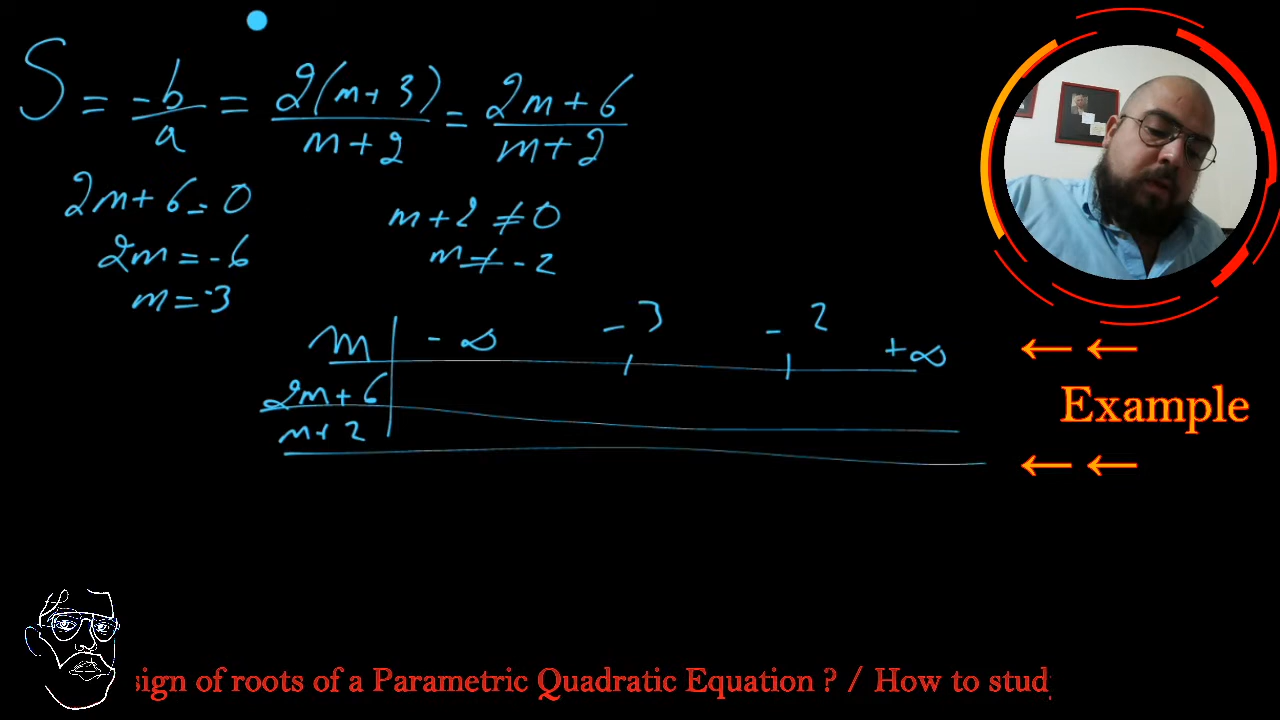 S = -b/a = 2(m+3)/m+2 = 2m+6/m+2
2m+6=0
m+2≠0
2m=-6
m≠-2
m=-3
m -∞ -3 -2 +∞
2m+6
m+2
← ←
Example
← ←
sign of roots of a Parametric Quadratic Equation ? / How to stud